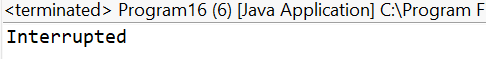 <terminated> Program16 (6) [Java Application] C:\Program F
Interrupted